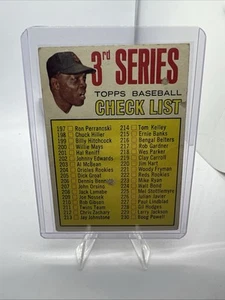 3rd SERIES
TOPPS BASEBALL
CHECK LIST
197 Ron Perranoski
198 Chuck Hiller
199 Billy Hitchcock
200 Willie Mays
201 Hal Reniff
202 Johnny Edwards
203 Al McBean
204 Orioles Rookies
205 Dick Groat
206 Dennis
207 John Orsino
208 Jack Lamabe
209 Joe Nossek
210 Bob Gibson
211 Twins Team
212 Chris Zachary
213 Jay Johnstone
214 Tom Kelley
215 Ernie Banks
216 Bengal Belters
217 Rob Gardner
218 Wes Parker
219 Clay Carroll
220 Jim Hart
221 Woody Fryman
222 Reds Rookies
223 Mike Ryan
224 Walt Bond
225 Mel Stottlemyre
226 Julian Javier
227 Paul Lindblad
228 Gil Hodges
229 Larry Jackson
230